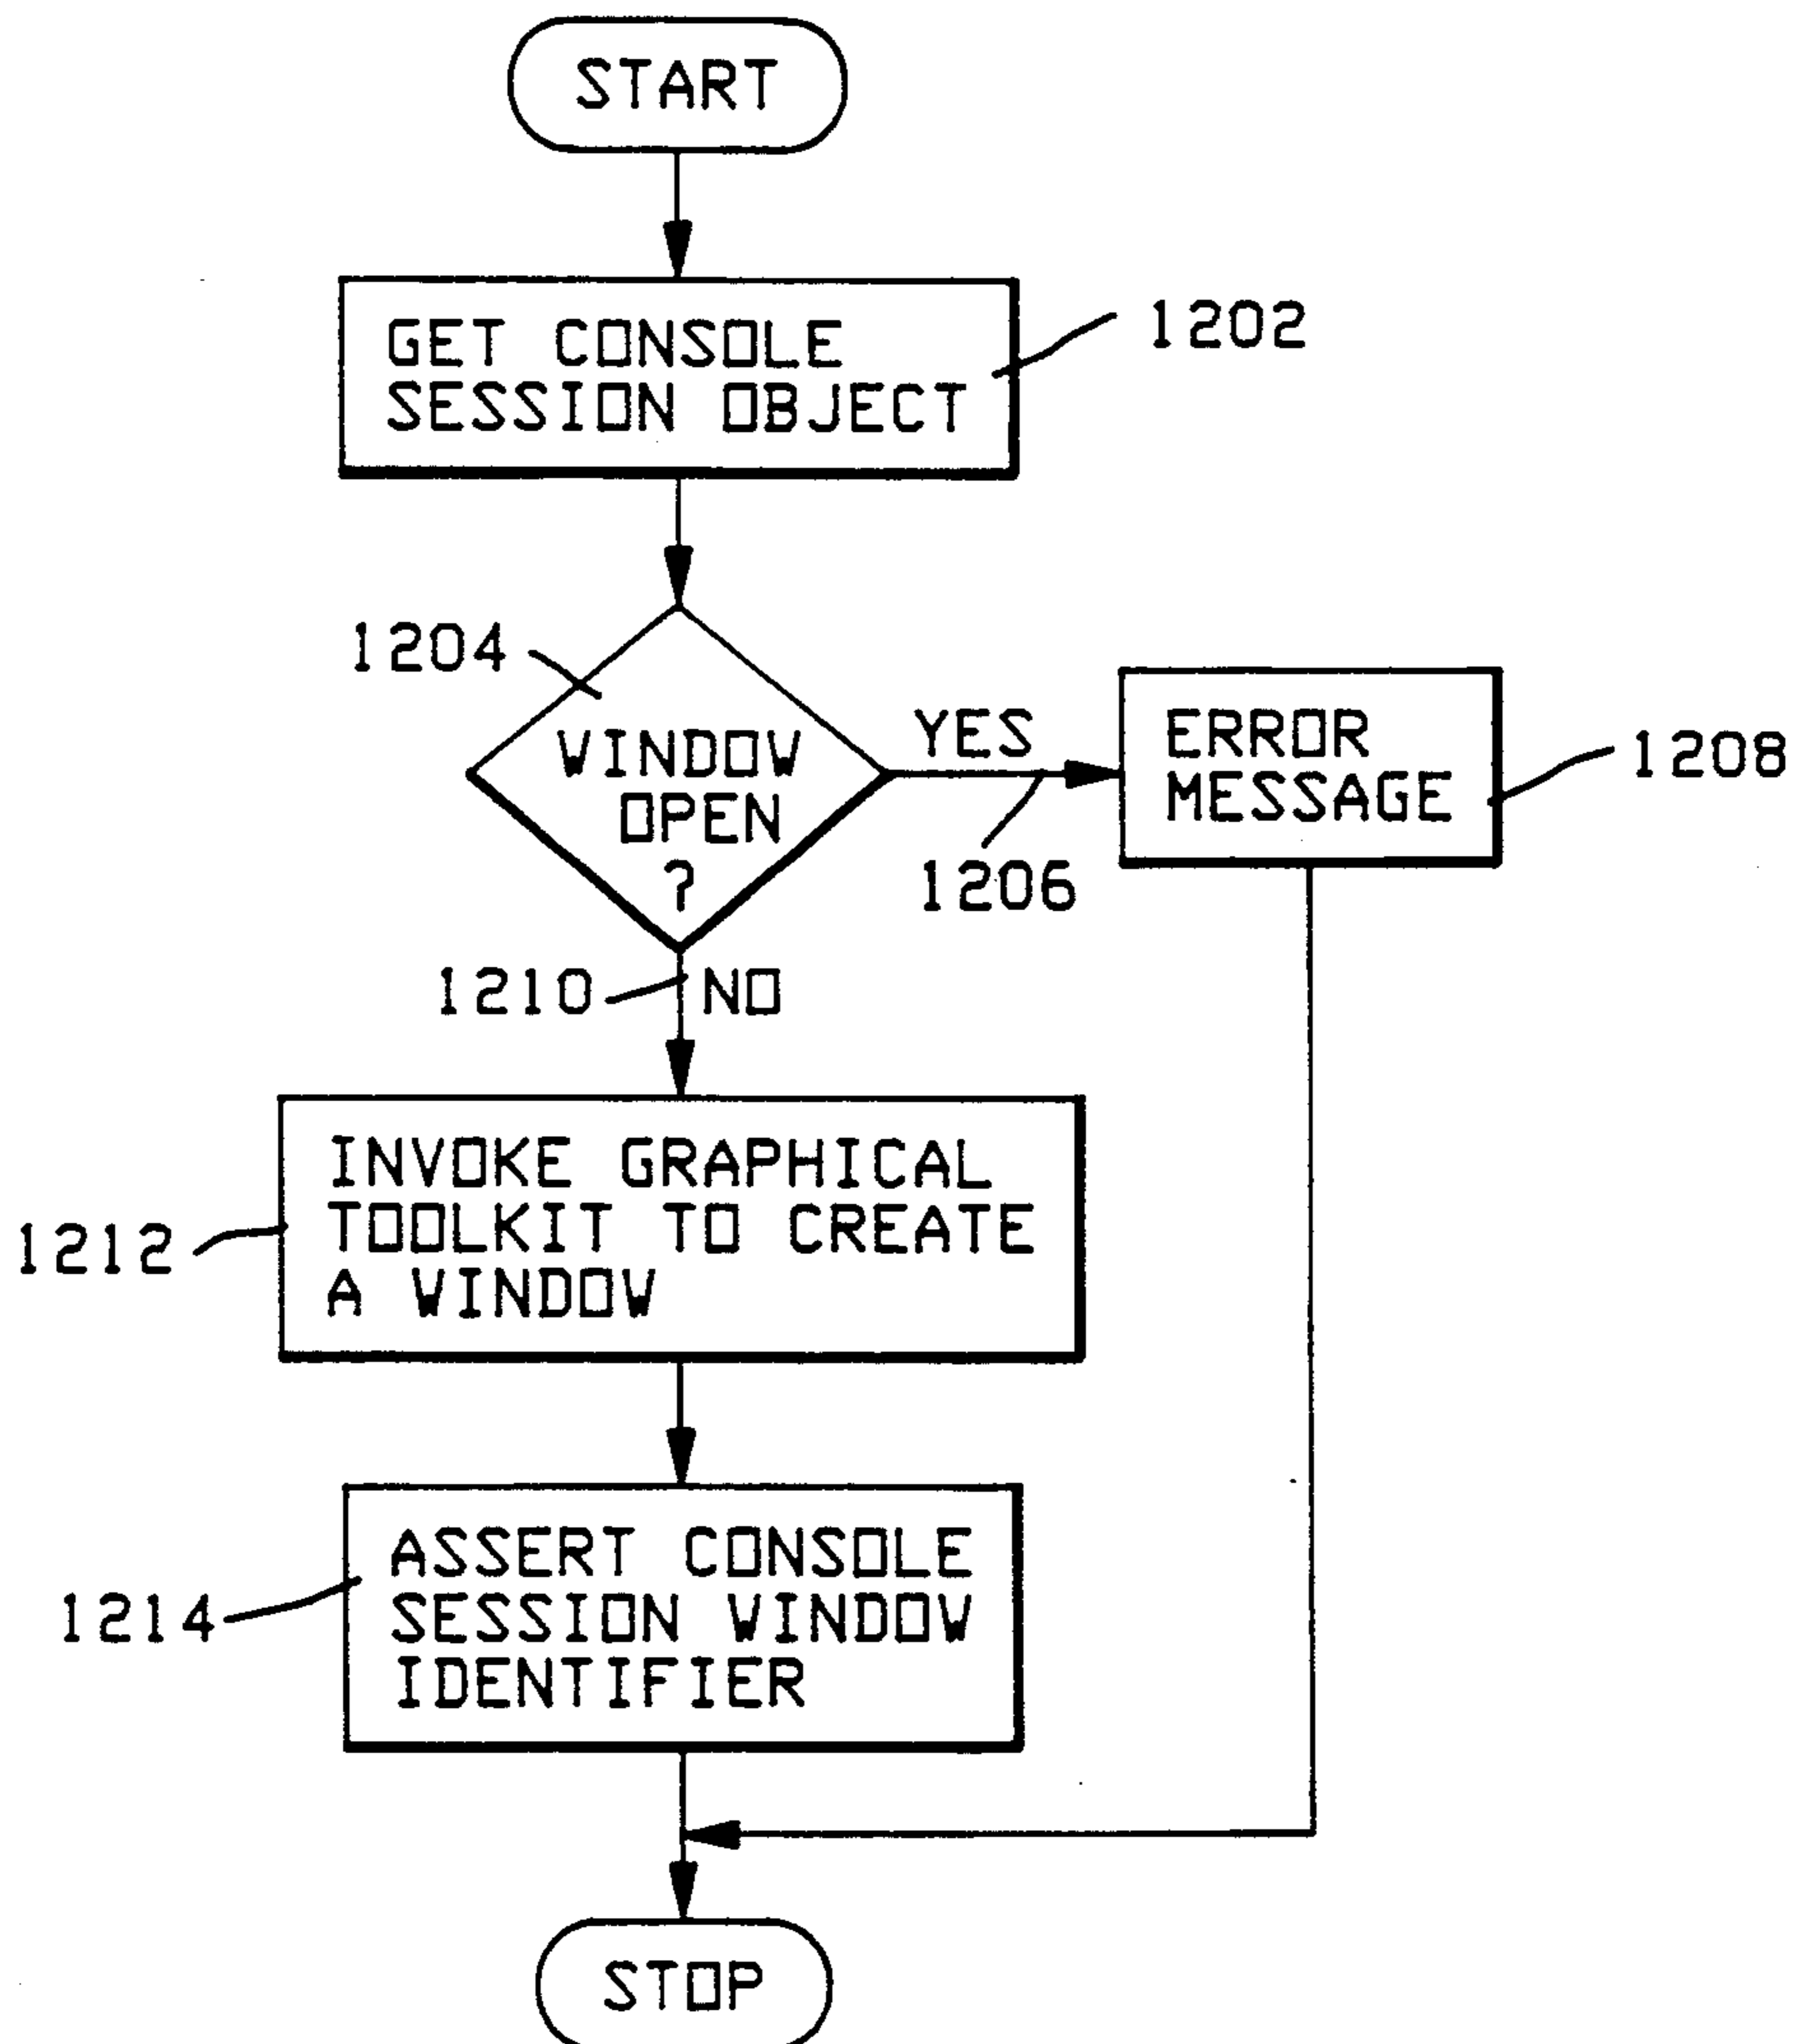 START
GET CONSOLE
SESSION OBJECT
1202
1204
WINDOW
OPEN
?
YES
1206
ERROR
MESSAGE
1208
1210
NO
INVOKE GRAPHICAL
TOOLKIT TO CREATE
A WINDOW
1212
ASSERT CONSOLE
SESSION WINDOW
IDENTIFIER
1214
STOP